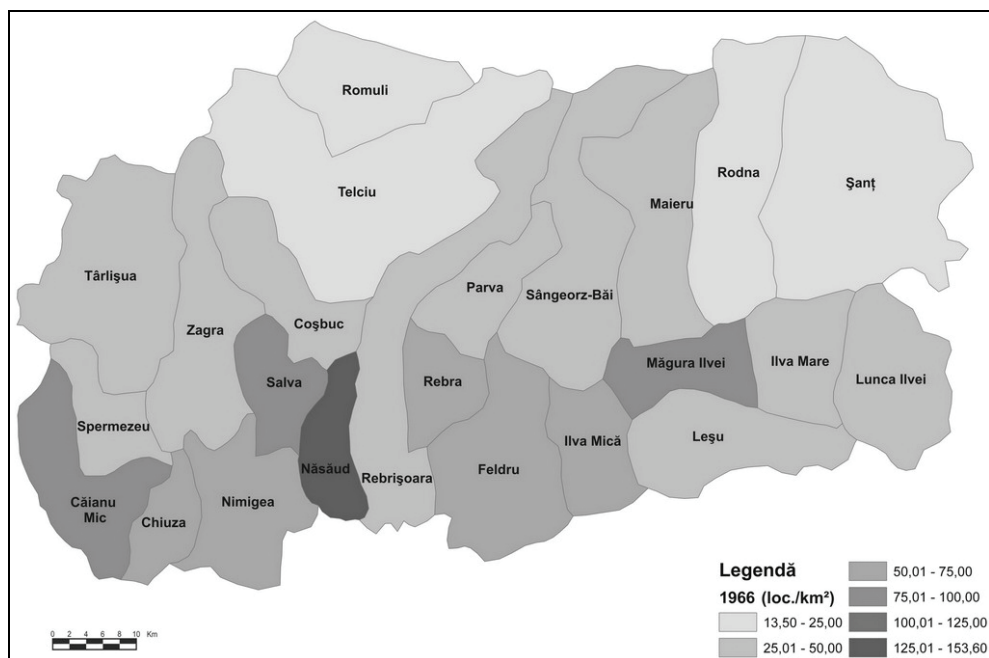 Romuli
Telciu
Rodna
Şanţ
Maieru
Târlişua
Parva
Sângeorz-Băi
Zagra
Coşbuc
Salva
Rebra
Măgura Ilvei
Ilva Mare
Lunca Ilvei
Spermezeu
Leşu
Ilva Mică
Năsăud
Rebrişoara
Feldru
Căianu
Mic
Chiuza
Nimigea
Legendă
1966 (loc./km²)
13,50 - 25,00
25,01 - 50,00
50,01 - 75,00
75,01 - 100,00
100,01 - 125,00
125,01 - 153,60
0 2 4 6 8 10 Km